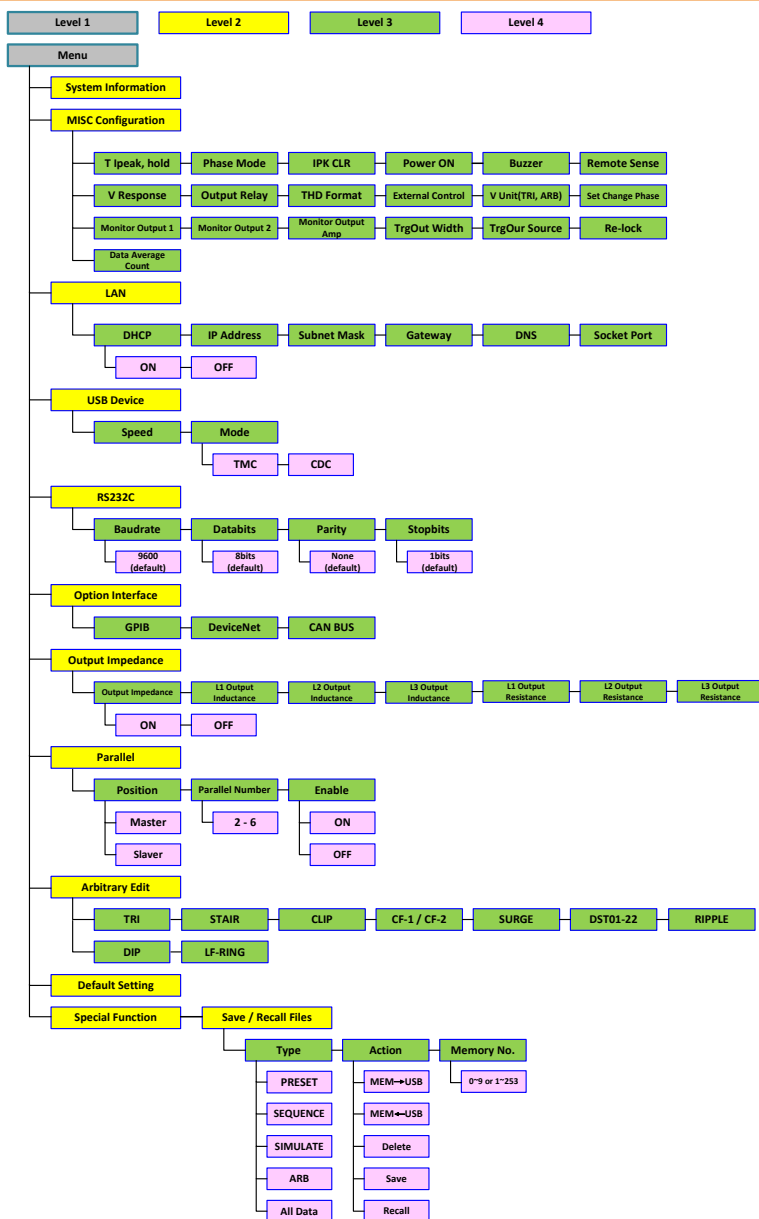 Level 1
Level 2
Level 3
Level 4
Menu
System Information
MISC Configuration
T Ipeak, hold
Phase Mode
IPK CLR
Power ON
Buzzer
Remote Sense
V Response
Output Relay
THD Format
External Control
V Unit(TRI, ARB)
Set Change Phase
Monitor Output 1
Monitor Output 2
Monitor Output
Amp
TrgOut Width
TrgOur Source
Re-lock
Data Average
Count
LAN
DHCP
IP Address
Subnet Mask
Gateway
DNS
Socket Port
ON
OFF
USB Device
Speed
Mode
TMC
CDC
RS232C
Baudrate
Databits
Parity
Stopbits
9600
(default)
8bits
(default)
None
(default)
1bits
(default)
Option Interface
GPIB
DeviceNet
CAN BUS
Output Impedance
Output Impedance
L1 Output
Inductance
L2 Output
Inductance
L3 Output
Inductance
L1 Output
Resistance
L2 Output
Resistance
L3 Output
Resistance
ON
OFF
Parallel
Position
Parallel Number
Enable
Master
2 - 6
ON
Slaver
OFF
Arbitrary Edit
TRI
STAIR
CLIP
CF-1 / CF-2
SURGE
DST01-22
RIPPLE
DIP
LF-RING
Default Setting
Special Function
Save / Recall Files
Type
Action
Memory No.
PRESET
MEM→USB
0~9 or 1~253
SEQUENCE
MEM←USB
SIMULATE
Delete
ARB
Save
All Data
Recall